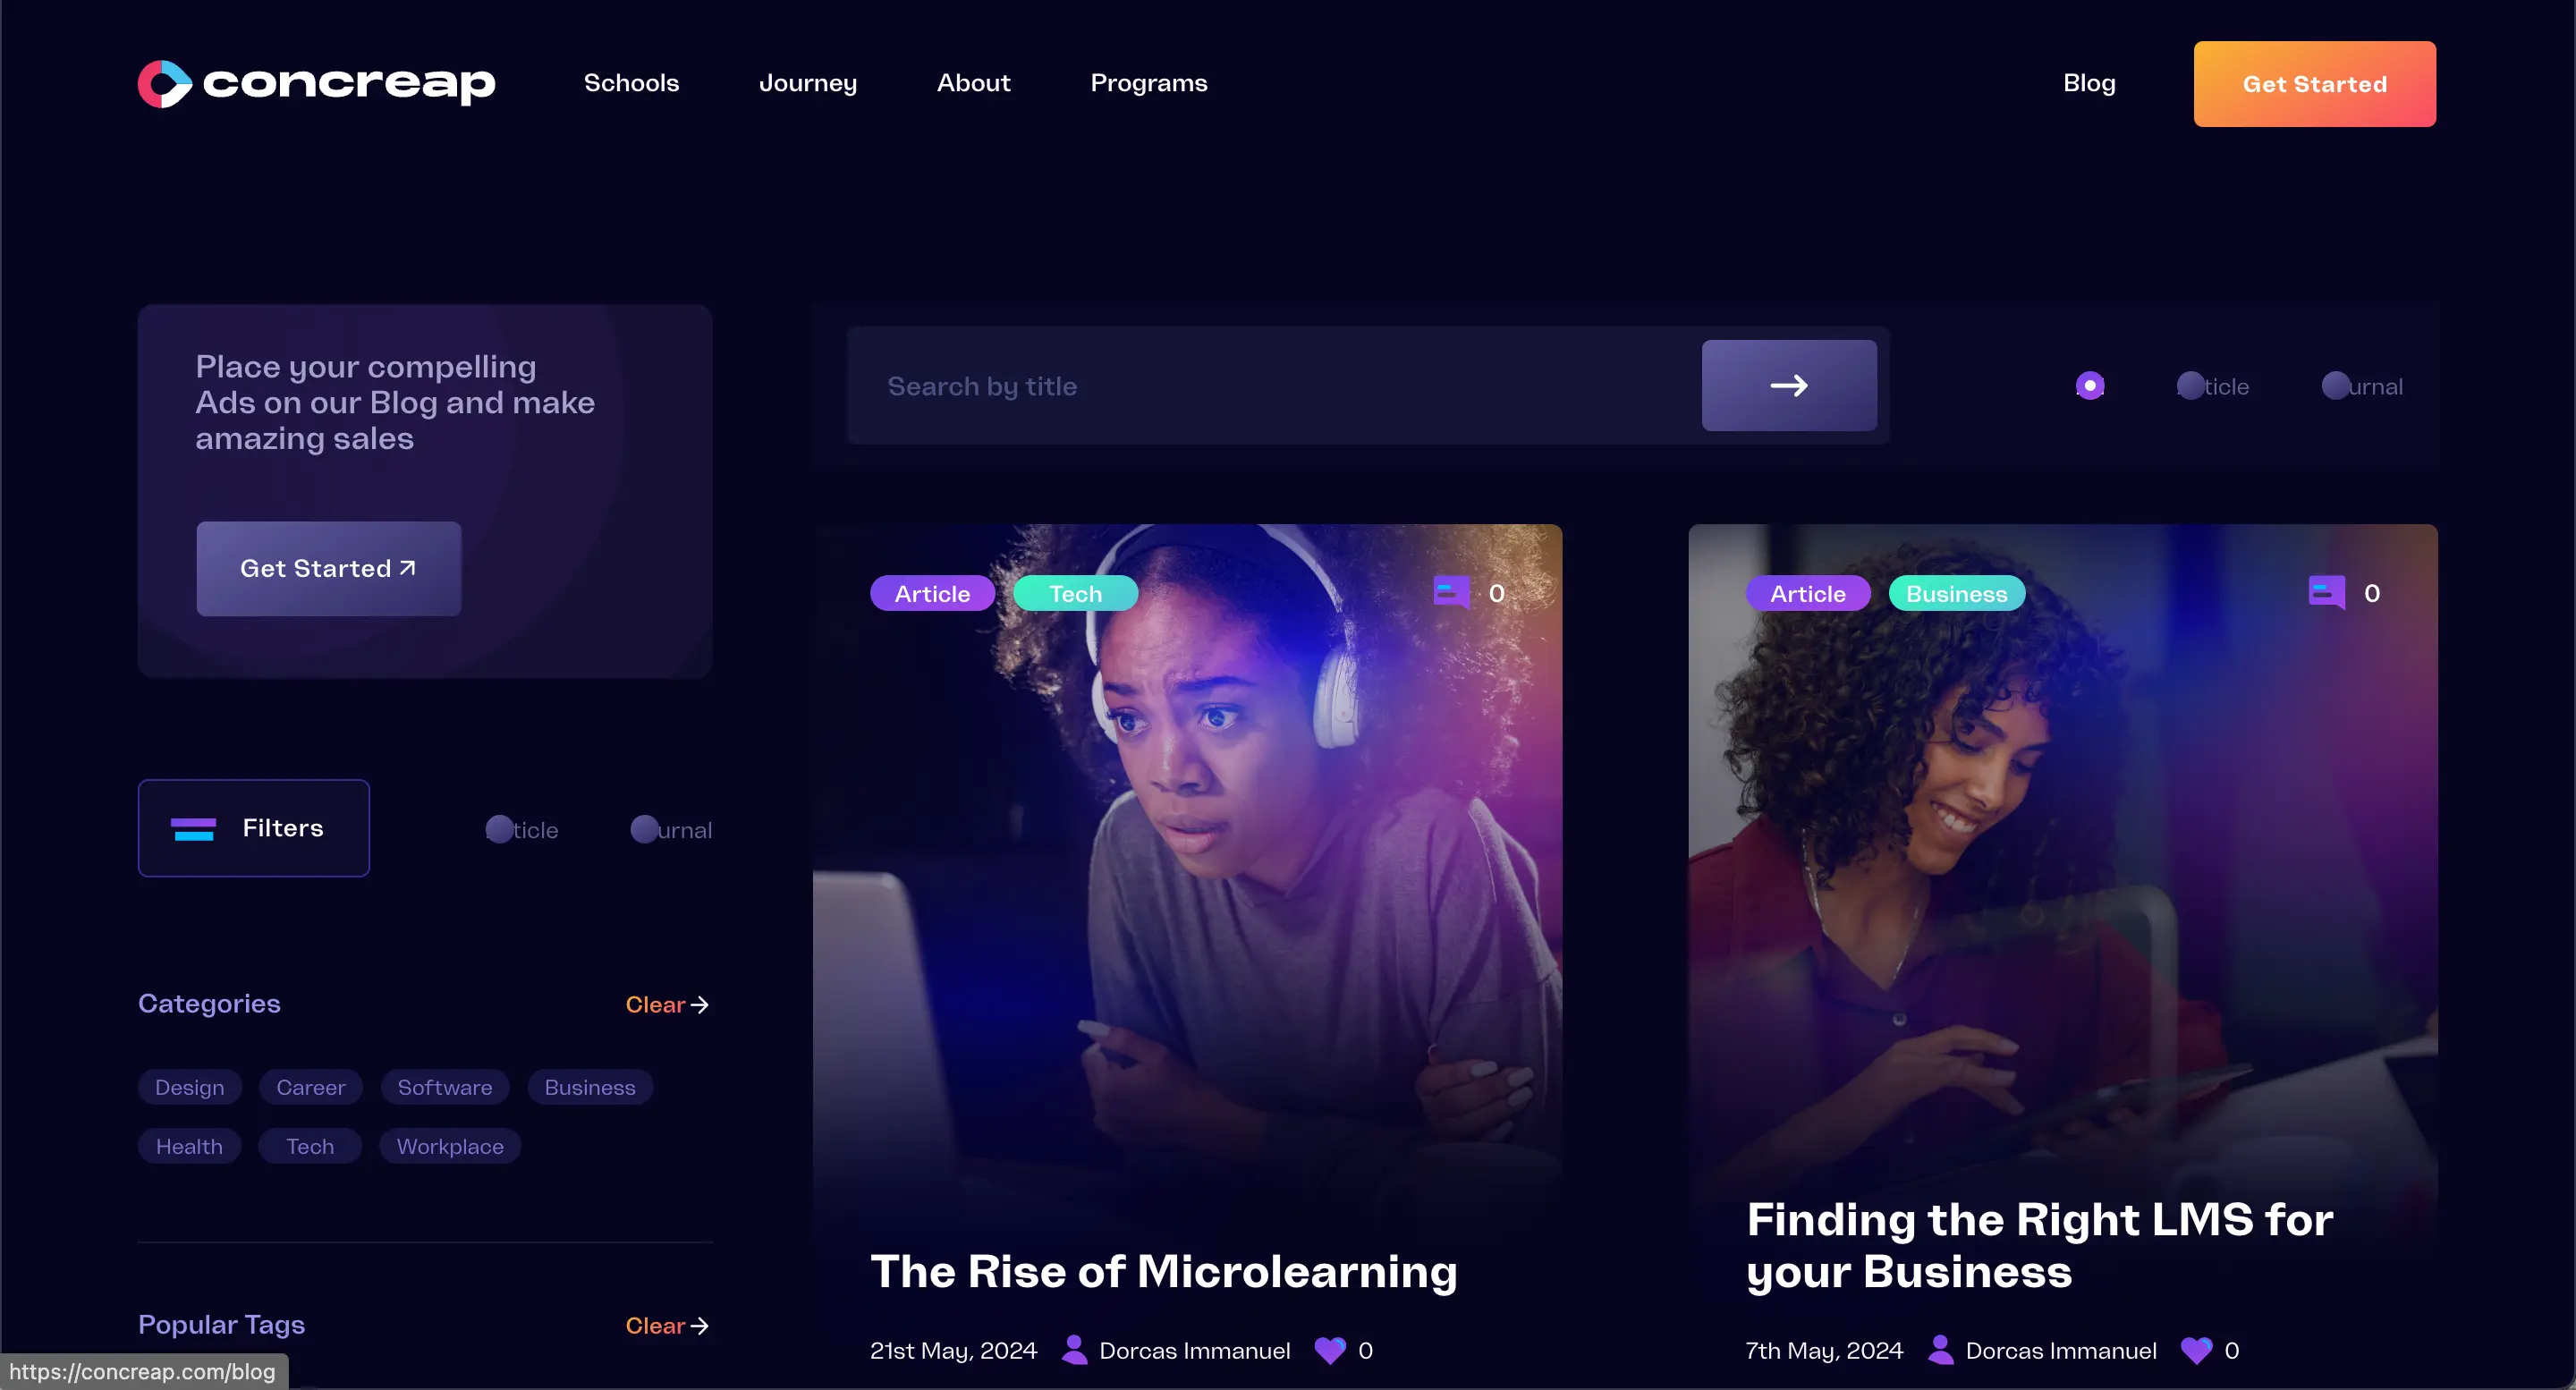 concreap
Schools
Journey
About
Programs
Blog
Get Started
Place your compelling
Ads on our Blog and make
amazing sales
Get Started
Search by title
ticle
urnal
Filters
ticle
urnal
Categories
Clear
Design
Career
Software
Business
Health
Tech
Workplace
Popular Tags
Clear
Article
Tech
0
The Rise of Microlearning
21st May, 2024
Dorcas Immanuel
0
Article
Business
0
Finding the Right LMS for
your Business
7th May, 2024
Dorcas Immanuel
0
https://concreap.com/blog